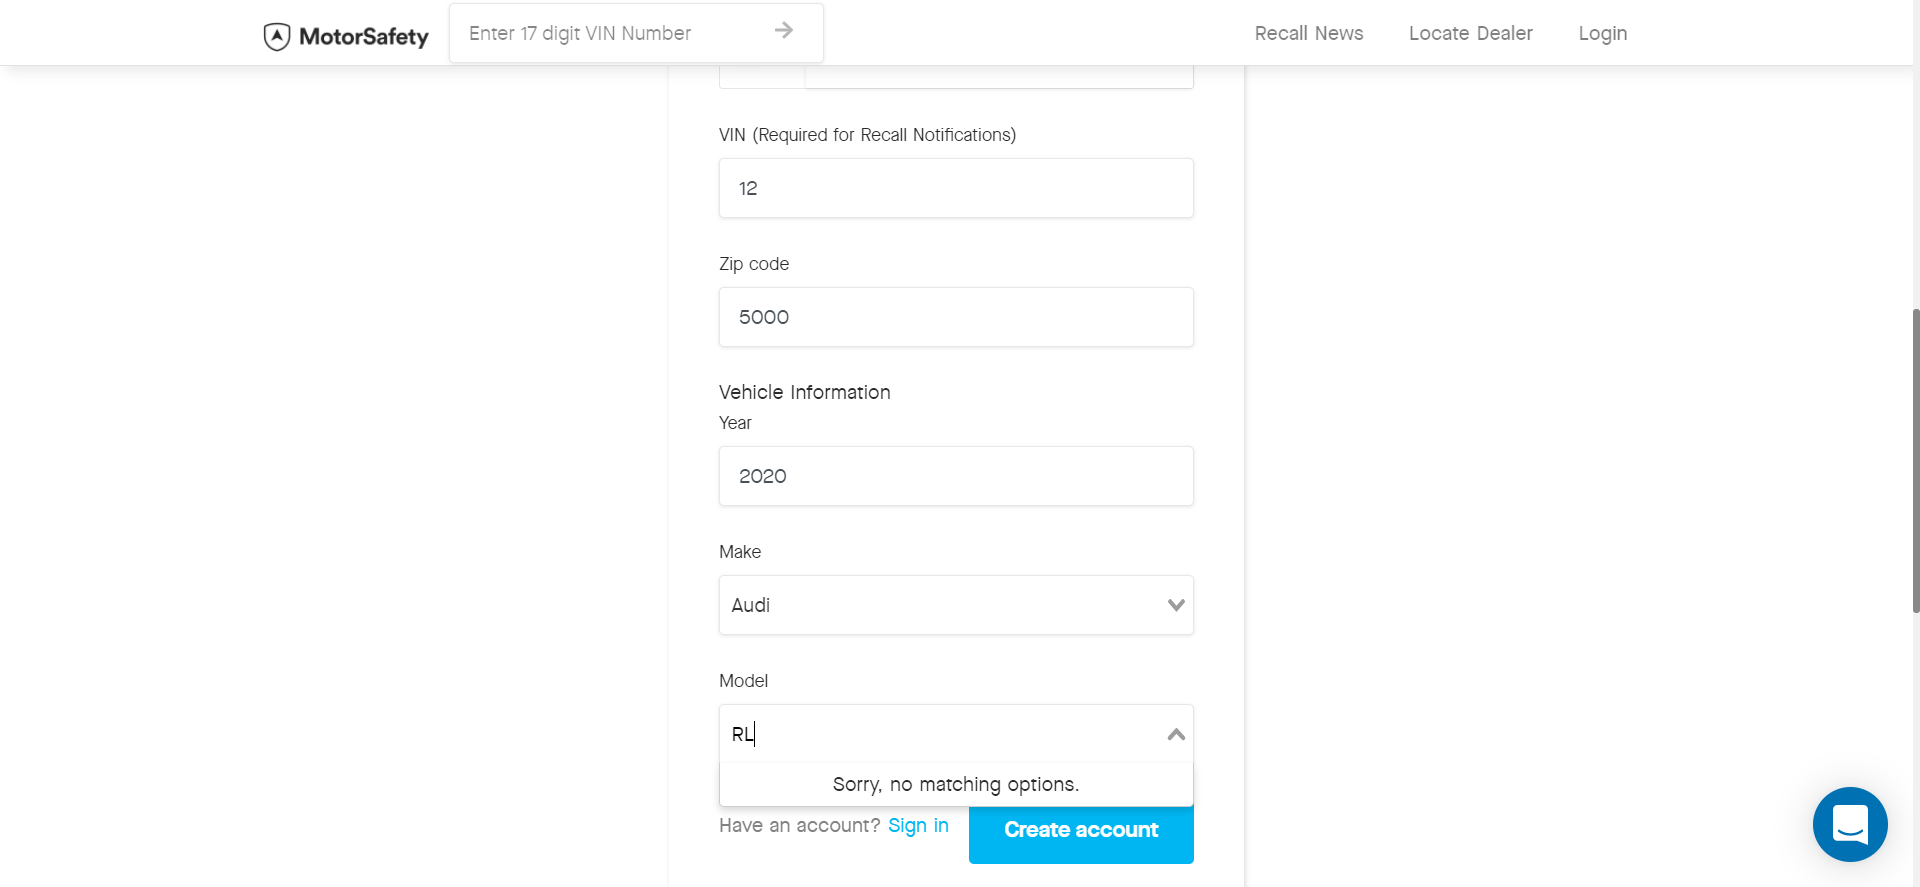 MotorSafety
Enter 17 digit VIN Number
Recall News
Locate Dealer
Login
VIN (Required for Recall Notifications)
12
Zip code
5000
Vehicle Information
Year
2020
Make
Audi
Model
RL
Sorry, no matching options.
Have an account? Sign in
Create account